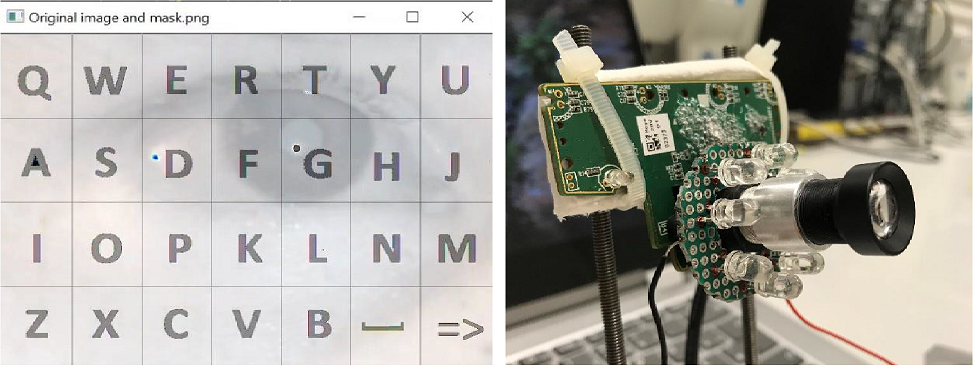 Original image and mask.png
Q W E R T Y U
A S D F G H J
I O P K L N M
Z X C V B =>